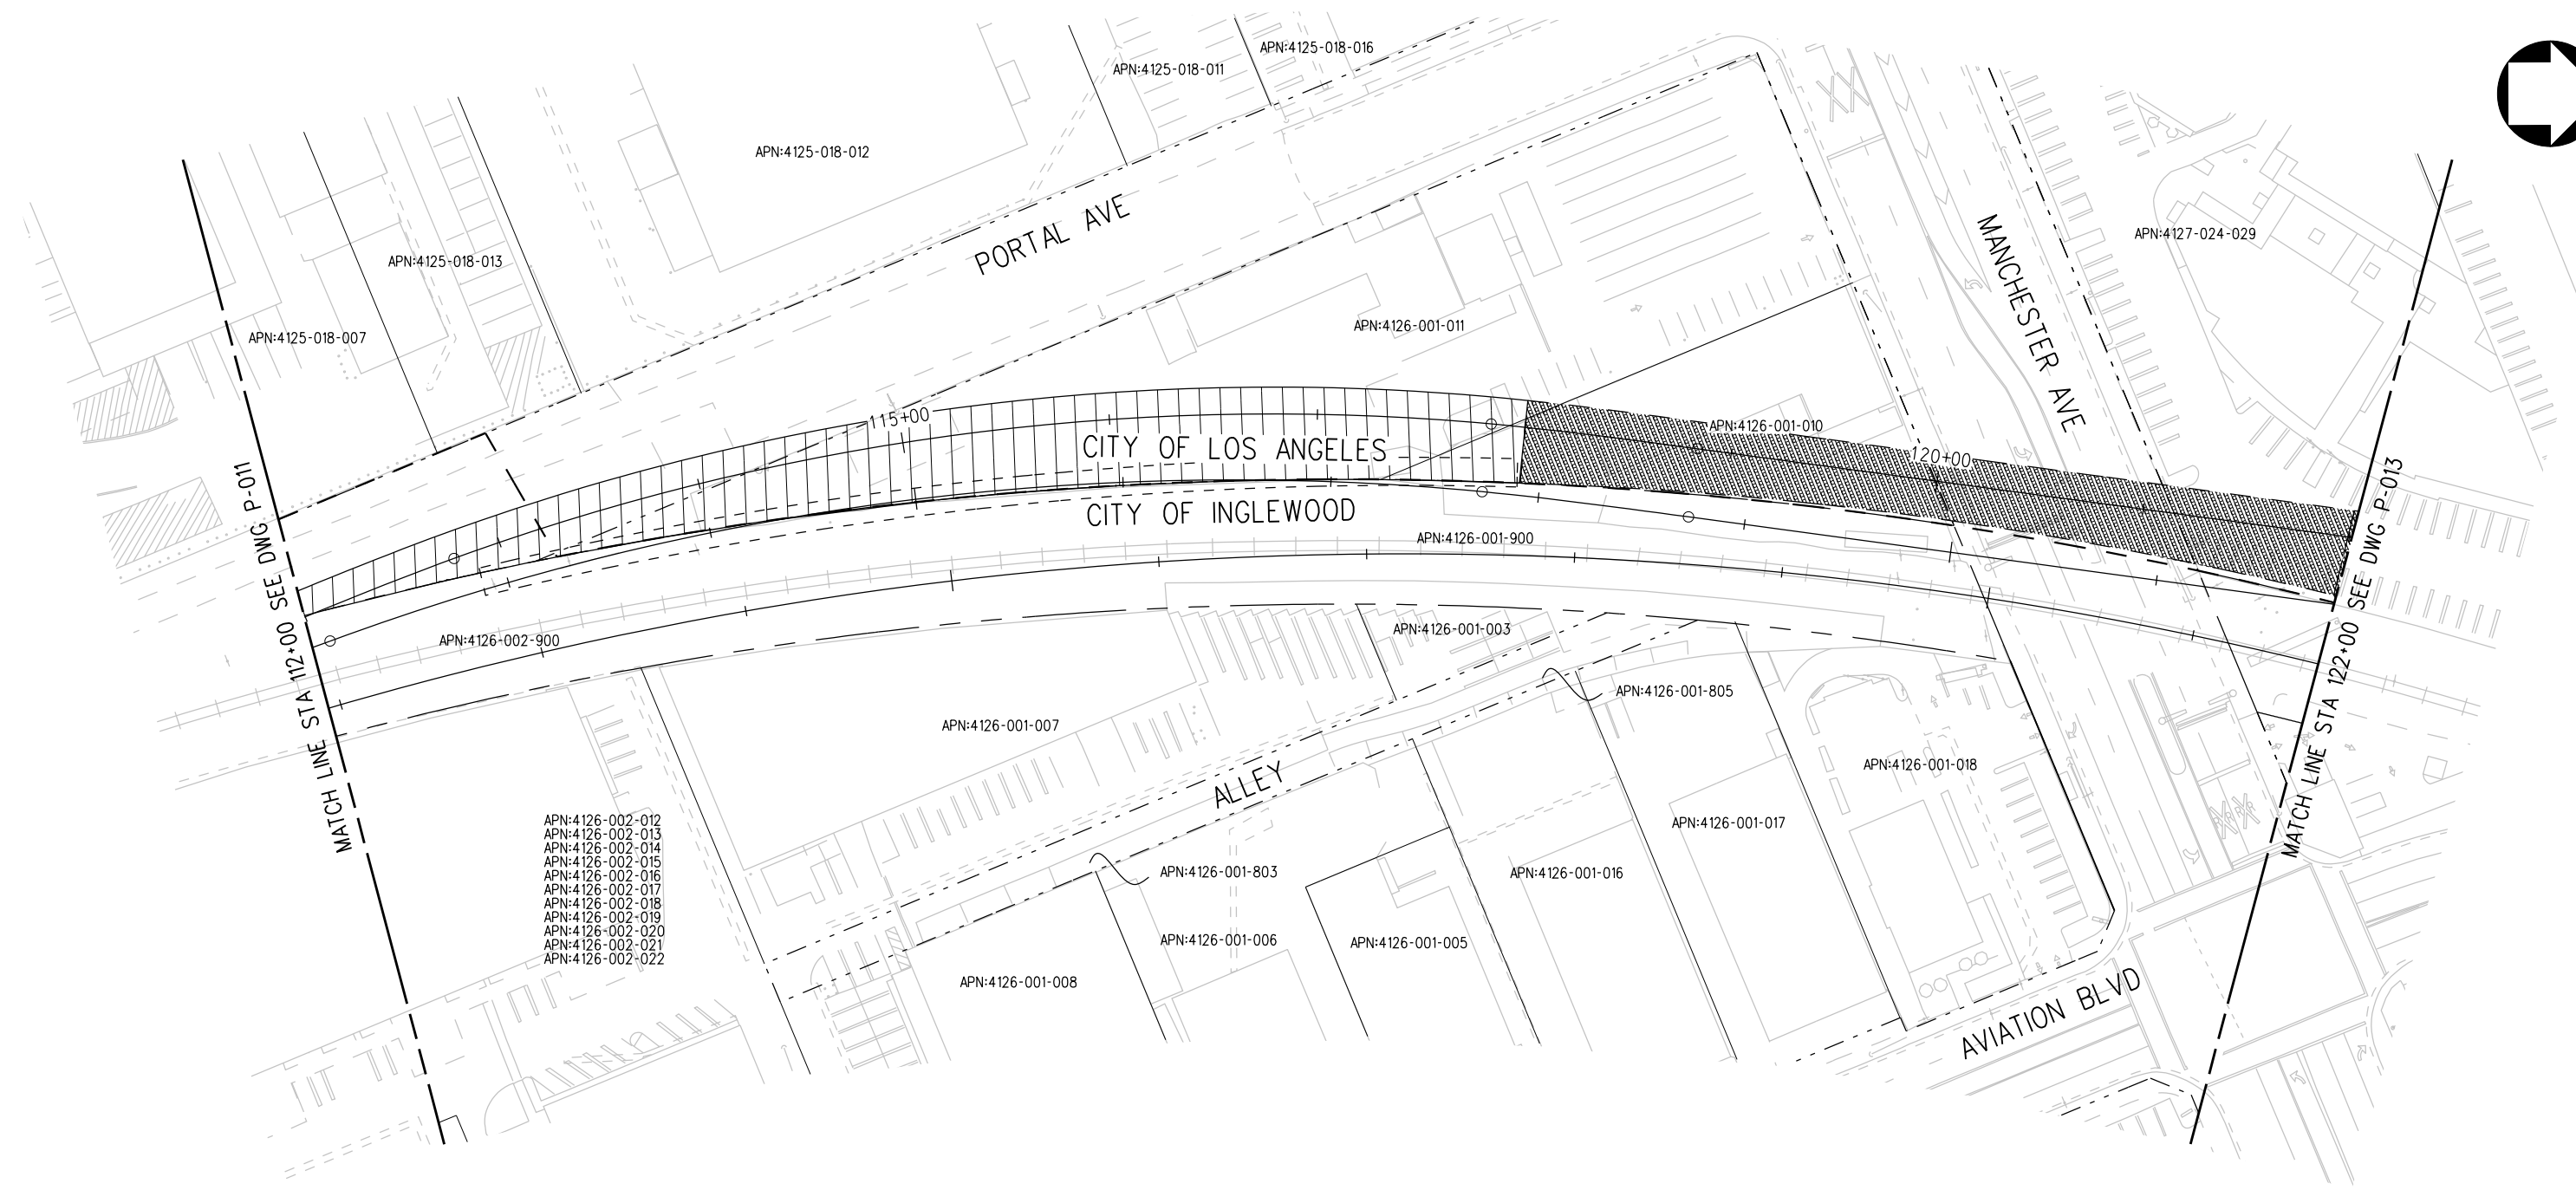 APN:4125-018-016
APN:4125-018-011
APN:4125-018-012
PORTAL AVE
APN:4125-018-013
APN:4125-018-007
MANCHESTER AVE
APN:4127-024-029
APN:4126-001-011
115+00
APN:4126-001-010
120+00
CITY OF LOS ANGELES
CITY OF INGLEWOOD
APN:4126-001-900
MATCH LINE STA 112+00 SEE DWG P-011
MATCH LINE STA 122+00 SEE DWG P-013
APN:4126-002-900
APN:4126-001-003
APN:4126-001-805
APN:4126-001-007
APN:4126-001-018
ALLEY
APN:4126-001-017
APN:4126-002-012
APN:4126-002-013
APN:4126-002-014
APN:4126-002-015
APN:4126-002-016
APN:4126-002-017
APN:4126-002-018
APN:4126-002-019
APN:4126-002-020
APN:4126-002-021
APN:4126-002-022
APN:4126-001-803
APN:4126-001-016
APN:4126-001-006
APN:4126-001-005
APN:4126-001-008
AVIATION BLVD